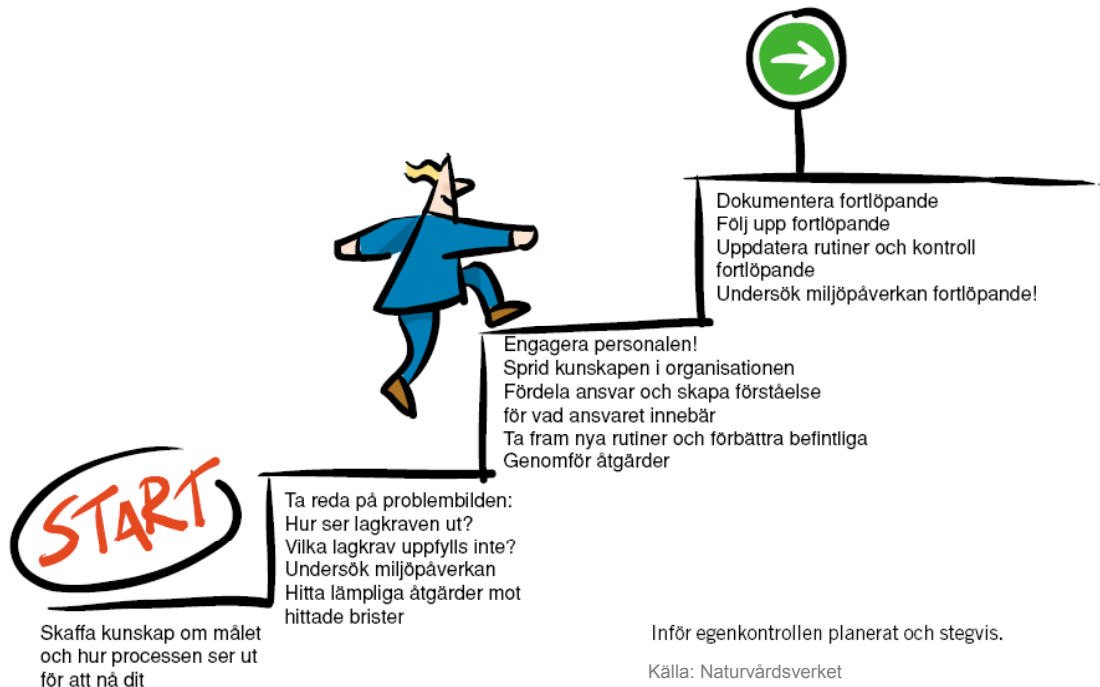 START
Skaffa kunskap om målet
och hur processen ser ut
för att nå dit
Ta reda på problembilden:
Hur ser lagkraven ut?
Vilka lagkrav uppfylls inte?
Undersök miljöpåverkan
Hitta lämpliga åtgärder mot
hittade brister
Engagera personalen!
Sprid kunskapen i organisationen
Fördela ansvar och skapa förståelse
för vad ansvaret innebär
Ta fram nya rutiner och förbättra befintliga
Genomför åtgärder
Dokumentera fortlöpande
Följ upp fortlöpande
Uppdatera rutiner och kontroll
fortlöpande
Undersök miljöpåverkan fortlöpande!
Inför egenkontrollen planerat och stegvis.
Källa: Naturvårdsverket